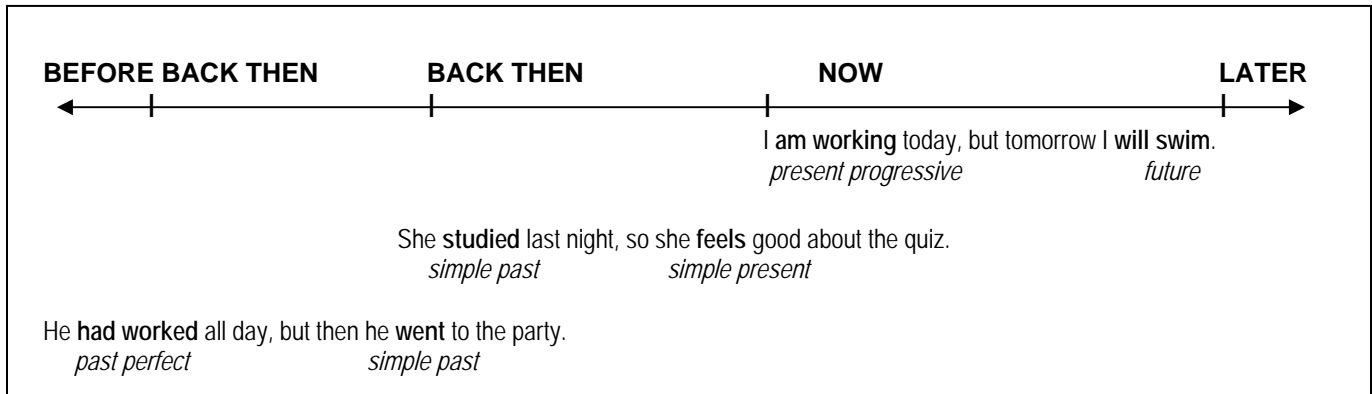 BEFORE BACK THEN BACK THEN NOW LATER
I am working today, but tomorrow I will swim.
present progressive future
She studied last night, so she feels good about the quiz.
simple past simple present
He had worked all day, but then he went to the party.
past perfect simple past